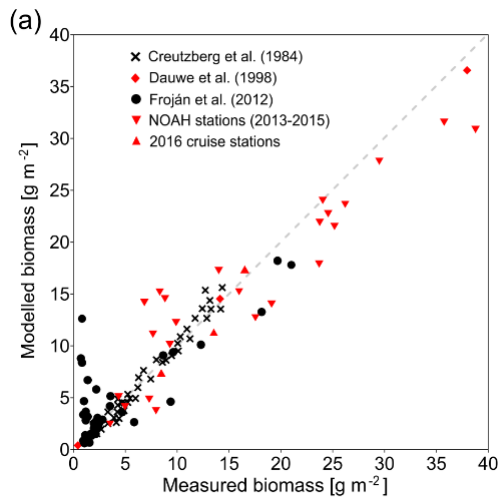 (a)
40
35
30
25
20
15
10
5
0
Modelled biomass [g m-2]
Creutzberg et al. (1984)
Dauwe et al. (1998)
Froján et al. (2012)
NOAH stations (2013-2015)
2016 cruise stations
0 5 10 15 20 25 30 35 40
Measured biomass [g m-2]